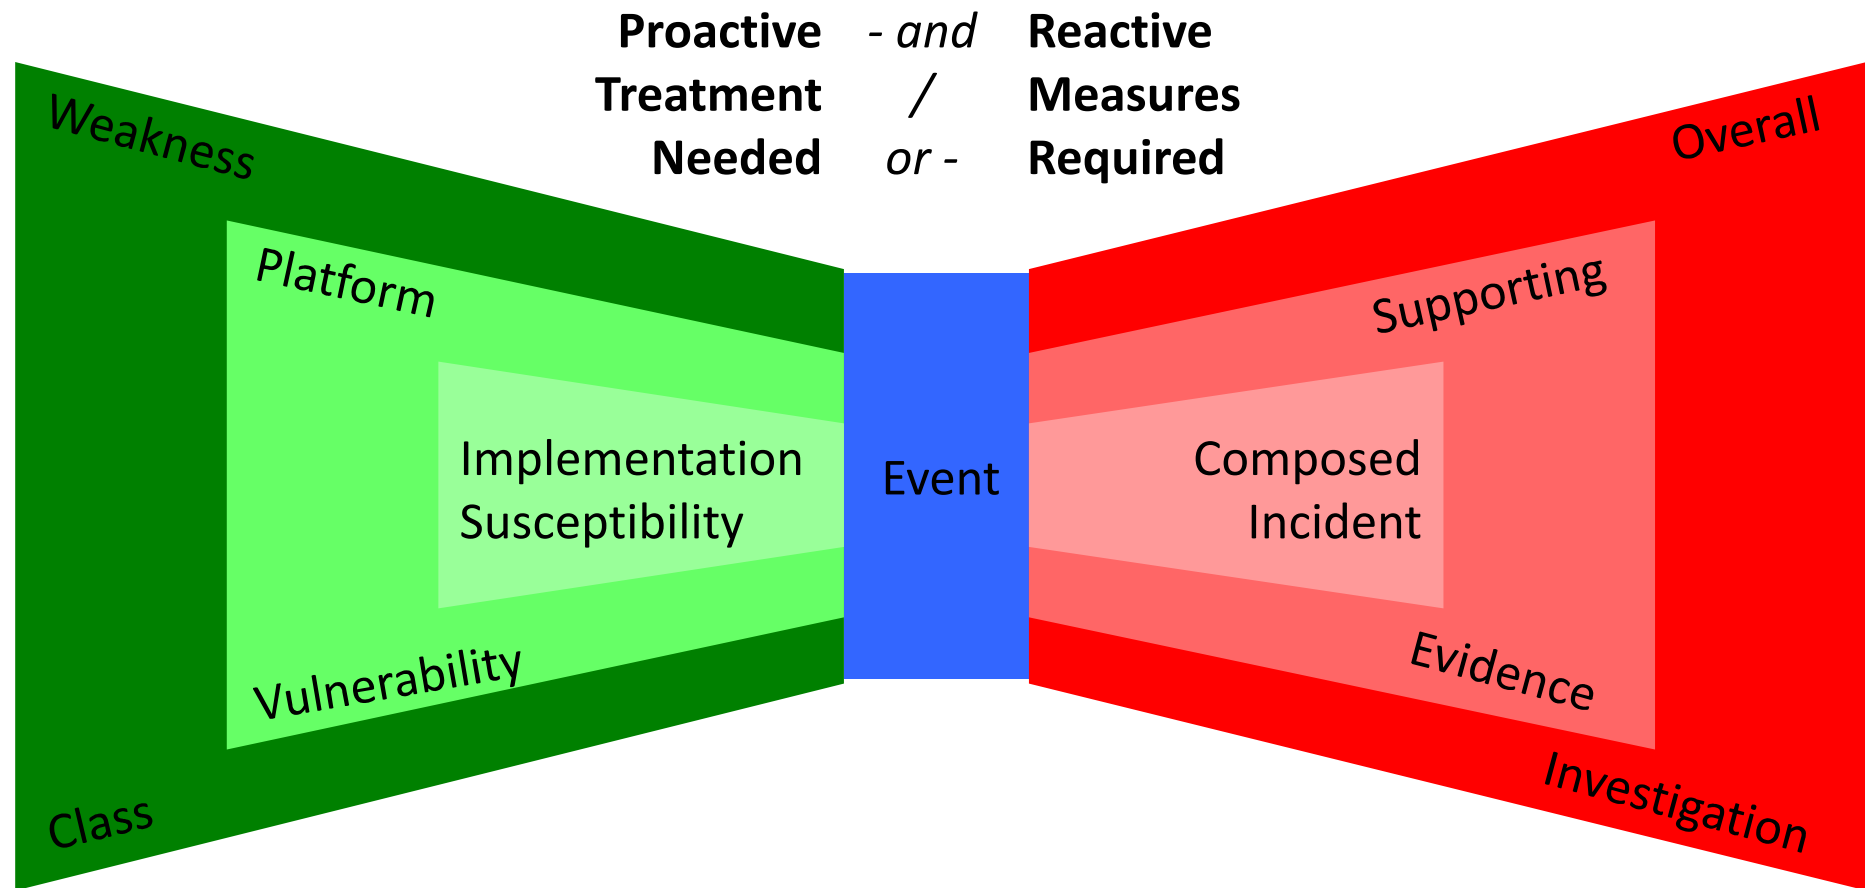 Proactive - and Reactive
Treatment / Measures
Needed or - Required
Weakness
Class
Platform
Vulnerability
Implementation
Susceptibility
Event
Composed
Incident
Supporting
Evidence
Overall
Investigation